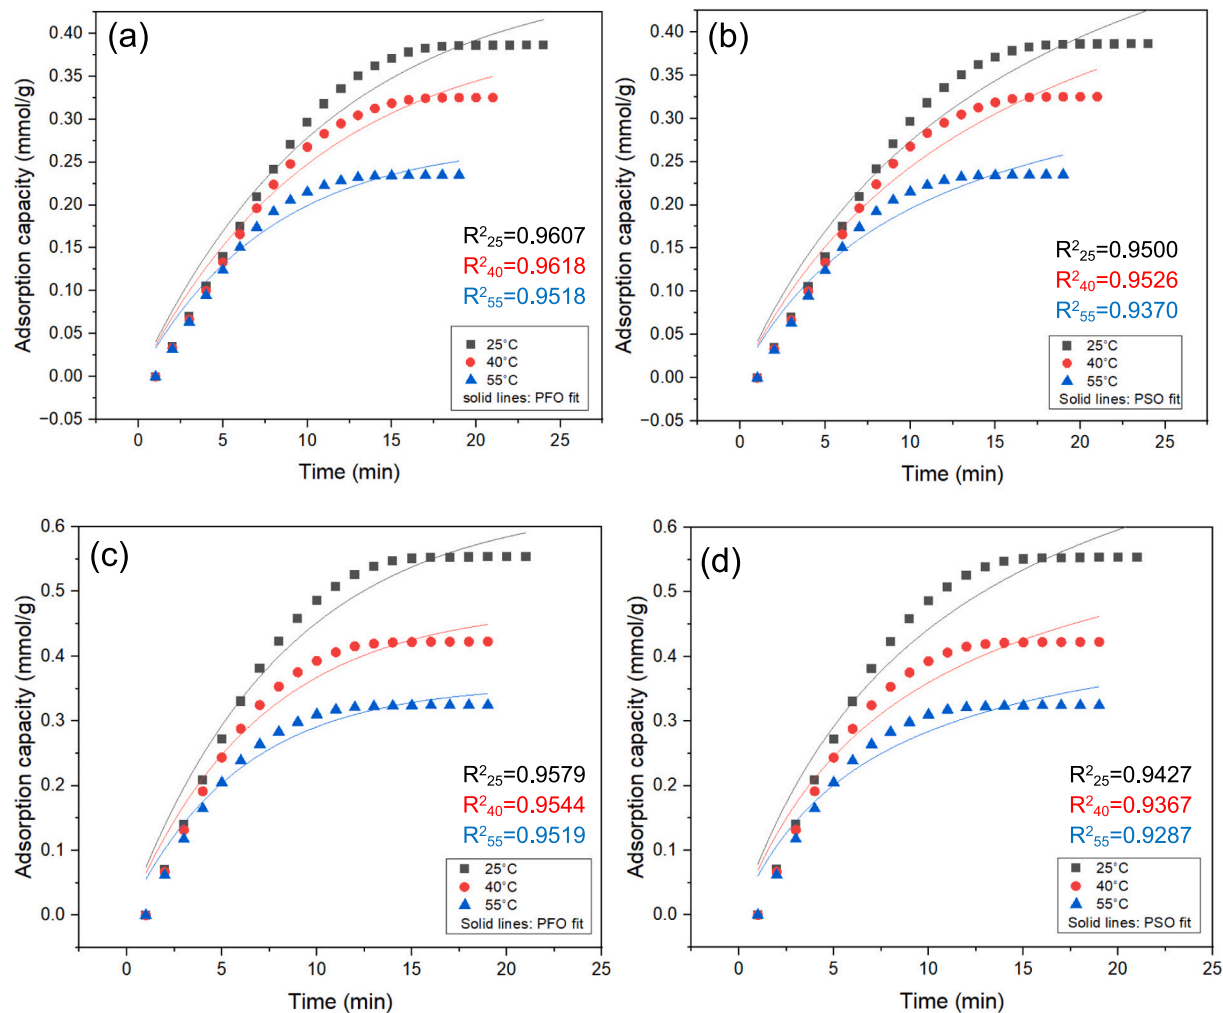 (a)
0.40
0.35
0.30
0.25
0.20
0.15
0.10
0.05
0.00
−0.05
Adsorption capacity (mmol/g)
R²₂₅=0.9607
R²₄₀=0.9618
R²₅₅=0.9518
25°C
40°C
55°C
solid lines: PFO fit
0 5 10 15 20 25
Time (min)
(b)
0.40
0.35
0.30
0.25
0.20
0.15
0.10
0.05
0.00
−0.05
Adsorption capacity (mmol/g)
R²₂₅=0.9500
R²₄₀=0.9526
R²₅₅=0.9370
25°C
40°C
55°C
Solid lines: PSO fit
0 5 10 15 20 25
Time (min)
(c)
0.6
0.5
0.4
0.3
0.2
0.1
0.0
Adsorption capacity (mmol/g)
R²₂₅=0.9579
R²₄₀=0.9544
R²₅₅=0.9519
25°C
40°C
55°C
Solid lines: PFO fit
0 5 10 15 20 25
Time (min)
(d)
0.6
0.5
0.4
0.3
0.2
0.1
0.0
Adsorption capacity (mmol/g)
R²₂₅=0.9427
R²₄₀=0.9367
R²₅₅=0.9287
25°C
40°C
55°C
Solid lines: PSO fit
0 5 10 15 20 25
Time (min)